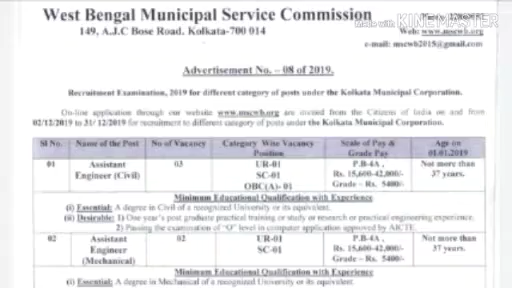 West Bengal Municipal Service Commission
149, A.J.C Bose Road, Kolkata-700 014
Made with KINEMASTER
Web: www.mscwb.org
e-mail: mscwb2015@gmail.com
Advertisement No. – 08 of 2019.
Recruitment Examination, 2019 for different category of posts under the Kolkata Municipal Corporation.
On-line application through our website www.mscwb.org are invited from the Citizens of India on and from
02/12/2019 to 31/12/2019 for recruitment to different category of posts under the Kolkata Municipal Corporation.
Sl No. Name of the Post No of Vacancy Category Wise Vacancy Position Scale of Pay & Grade Pay Age on 01.01.2019
01 Assistant Engineer (Civil) 03 UR-01 SC-01 OBC(A)- 01 P.B-4A, Rs. 15,600-42,000/- Grade – Rs. 5400/- Not more than 37 years.
Minimum Educational Qualification with Experience
(i) Essential: A degree in Civil of a recognized University or its equivalent.
(ii) Desirable: 1) One year's post graduate practical training or study or research or practical engineering experience.
2) Passing the examination of "O" level in computer application approved by AICTE.
02 Assistant Engineer (Mechanical) 02 UR-01 SC-01 P.B-4A, Rs. 15,600-42,000/- Grade – Rs. 5400/- Not more than 37 years.
Minimum Educational Qualification with Experience
(i) Essential: A degree in Mechanical of a recognized University or its equivalent.